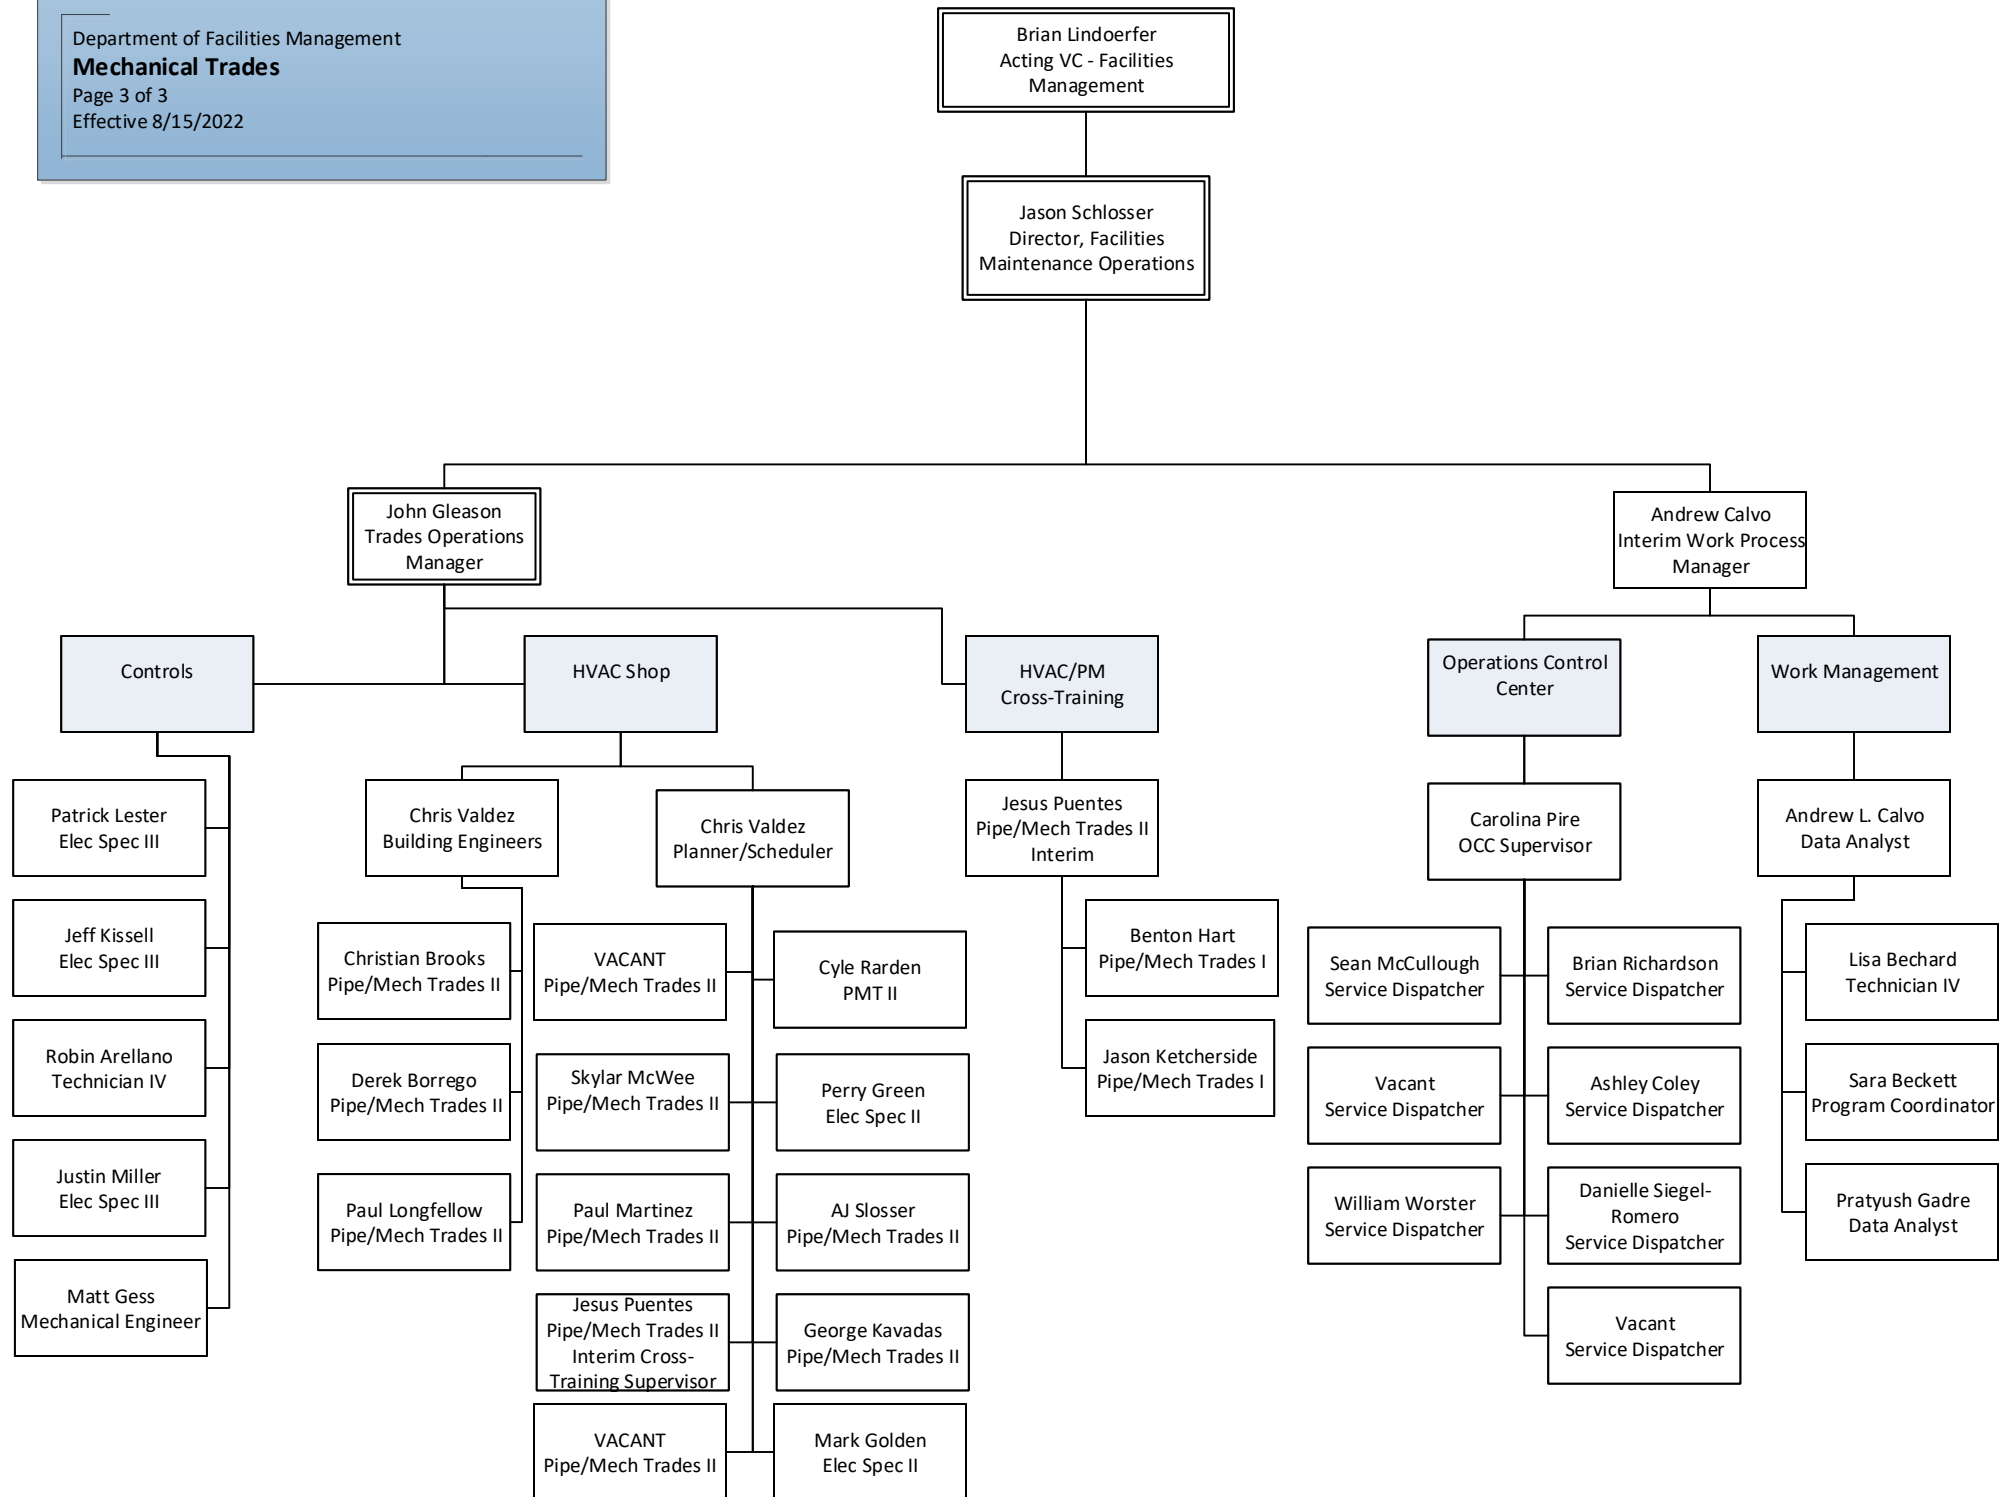 Department of Facilities Management
Mechanical Trades
Page 3 of 3
Effective 8/15/2022
Brian Lindoerfer
Acting VC - Facilities
Management
Jason Schlosser
Director, Facilities
Maintenance Operations
John Gleason
Trades Operations
Manager
Andrew Calvo
Interim Work Process
Manager
Controls
HVAC Shop
HVAC/PM
Cross-Training
Operations Control
Center
Work Management
Patrick Lester
Elec Spec III
Jeff Kissell
Elec Spec III
Robin Arellano
Technician IV
Justin Miller
Elec Spec III
Matt Gess
Mechanical Engineer
Chris Valdez
Building Engineers
Christian Brooks
Pipe/Mech Trades II
Derek Borrego
Pipe/Mech Trades II
Paul Longfellow
Pipe/Mech Trades II
Chris Valdez
Planner/Scheduler
VACANT
Pipe/Mech Trades II
Cyle Rarden
PMT II
Skylar McWee
Pipe/Mech Trades II
Perry Green
Elec Spec II
Paul Martinez
Pipe/Mech Trades II
AJ Slosser
Pipe/Mech Trades II
Jesus Puentes
Pipe/Mech Trades II
Interim Cross-
Training Supervisor
George Kavadas
Pipe/Mech Trades II
VACANT
Pipe/Mech Trades II
Mark Golden
Elec Spec II
Jesus Puentes
Pipe/Mech Trades II
Interim
Benton Hart
Pipe/Mech Trades I
Jason Ketcherside
Pipe/Mech Trades I
Carolina Pire
OCC Supervisor
Sean McCullough
Service Dispatcher
Brian Richardson
Service Dispatcher
Vacant
Service Dispatcher
Ashley Coley
Service Dispatcher
William Worster
Service Dispatcher
Danielle Siegel-
Romero
Service Dispatcher
Vacant
Service Dispatcher
Andrew L. Calvo
Data Analyst
Lisa Bechard
Technician IV
Sara Beckett
Program Coordinator
Pratyush Gadre
Data Analyst